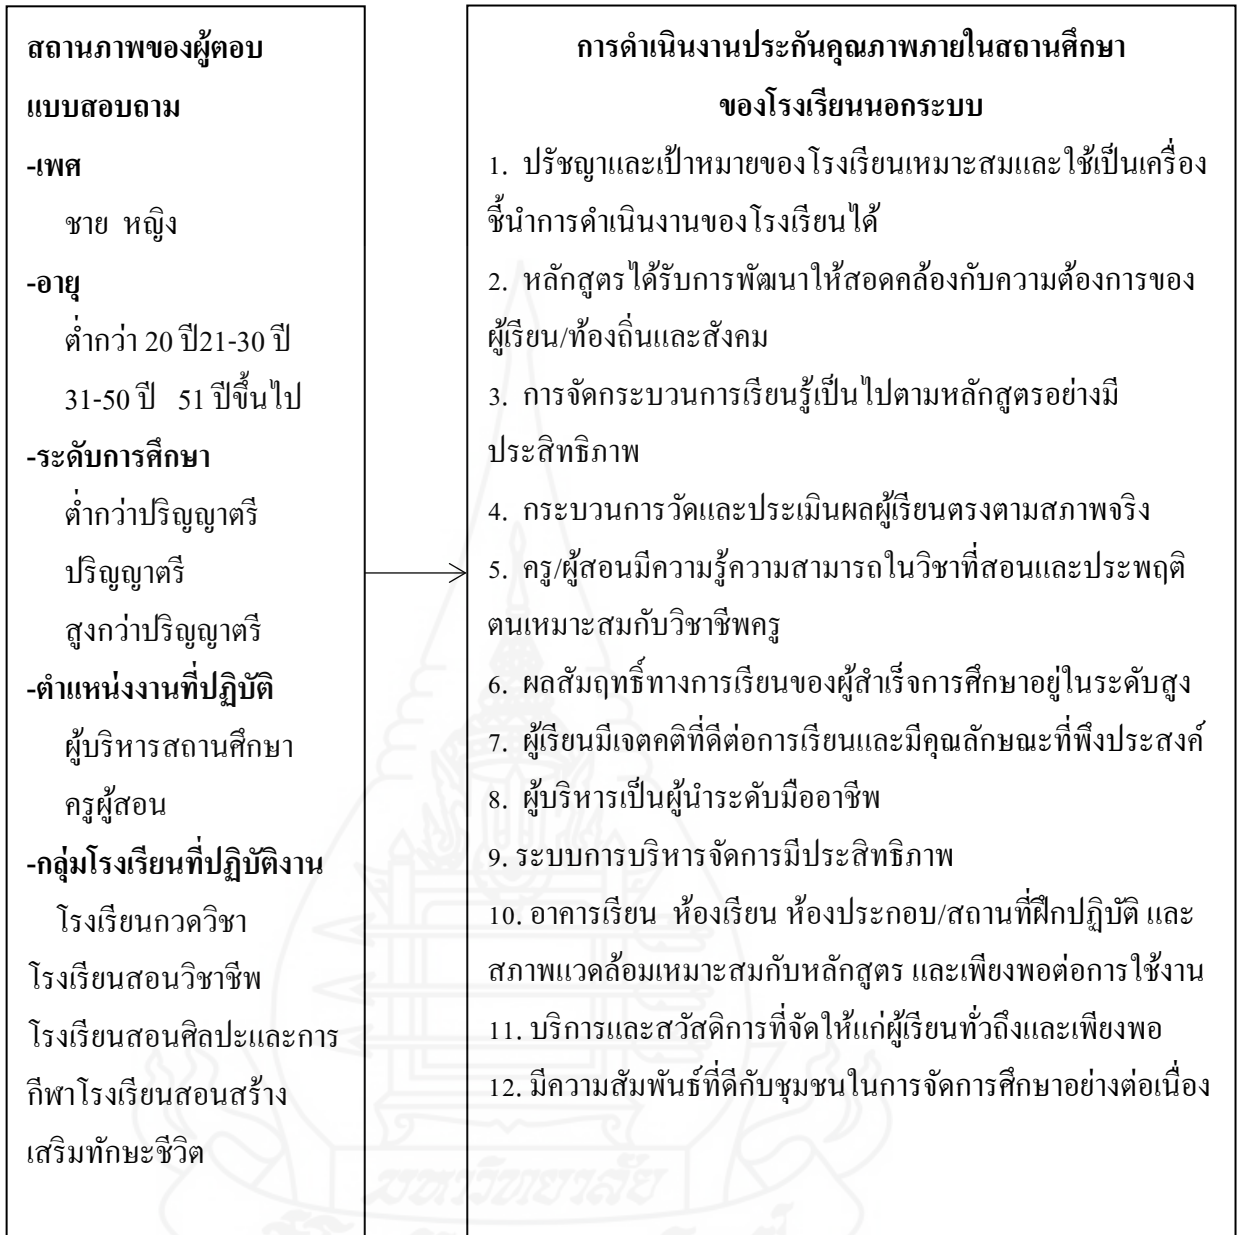 สถานภาพของผู้ตอบ
แบบสอบถาม
-เพศ
ชาย หญิง
-อายุ
ต่ำกว่า 20 ปี21-30 ปี
31-50 ปี 51 ปีขึ้นไป
-ระดับการศึกษา
ต่ำกว่าปริญญาตรี
ปริญญาตรี
สูงกว่าปริญญาตรี
-ตำแหน่งงานที่ปฏิบัติ
ผู้บริหารสถานศึกษา
ครูผู้สอน
-กลุ่มโรงเรียนที่ปฏิบัติงาน
โรงเรียนกวดวิชา
โรงเรียนสอนวิชาชีพ
โรงเรียนสอนศิลปะและการ
กีฬาโรงเรียนสอนสร้าง
เสริมทักษะชีวิต
การดำเนินงานประกันคุณภาพภายในสถานศึกษา
ของโรงเรียนนอกระบบ
1. ปรัชญาและเป้าหมายของโรงเรียนเหมาะสมและใช้เป็นเครื่อง
ชี้นำการดำเนินงานของโรงเรียนได้
2. หลักสูตรได้รับการพัฒนาให้สอดคล้องกับความต้องการของ
ผู้เรียน/ท้องถิ่นและสังคม
3. การจัดกระบวนการเรียนรู้เป็นไปตามหลักสูตรอย่างมี
ประสิทธิภาพ
4. กระบวนการวัดและประเมินผลผู้เรียนตรงตามสภาพจริง
5. ครู/ผู้สอนมีความรู้ความสามารถในวิชาที่สอนและประพฤติ
ตนเหมาะสมกับวิชาชีพครู
6. ผลสัมฤทธิ์ทางการเรียนของผู้สำเร็จการศึกษาอยู่ในระดับสูง
7. ผู้เรียนมีเจตคติที่ดีต่อการเรียนและมีคุณลักษณะที่พึงประสงค์
8. ผู้บริหารเป็นผู้นำระดับมืออาชีพ
9. ระบบการบริหารจัดการมีประสิทธิภาพ
10. อาคารเรียน ห้องเรียน ห้องประกอบ/สถานที่ฝึกปฏิบัติ และ
สภาพแวดล้อมเหมาะสมกับหลักสูตร และเพียงพอต่อการใช้งาน
11. บริการและสวัสดิการที่จัดให้แก่ผู้เรียนทั่วถึงและเพียงพอ
12. มีความสัมพันธ์ที่ดีกับชุมชนในการจัดการศึกษาอย่างต่อเนื่อง
มหาวิทยาลัย